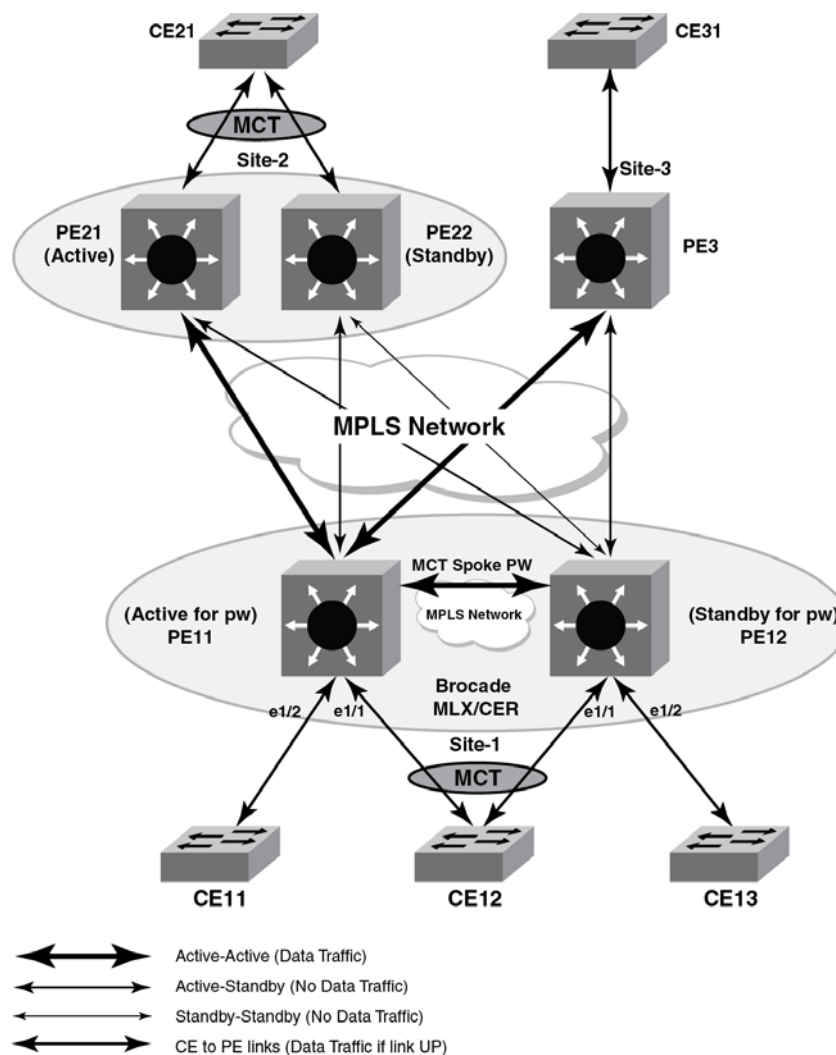 CE21
CE31
MCT
Site-2
Site-3
PE21
(Active)
PE22
(Standby)
PE3
MPLS Network
MCT Spoke PW
MPLS Network
(Active for pw)
PE11
(Standby for pw)
PE12
Brocade
MLX/CER
e1/2
e1/1
e1/1
e1/2
Site-1
MCT
CE11
CE12
CE13
Active-Active (Data Traffic)
Active-Standby (No Data Traffic)
Standby-Standby (No Data Traffic)
CE to PE links (Data Traffic if link UP)